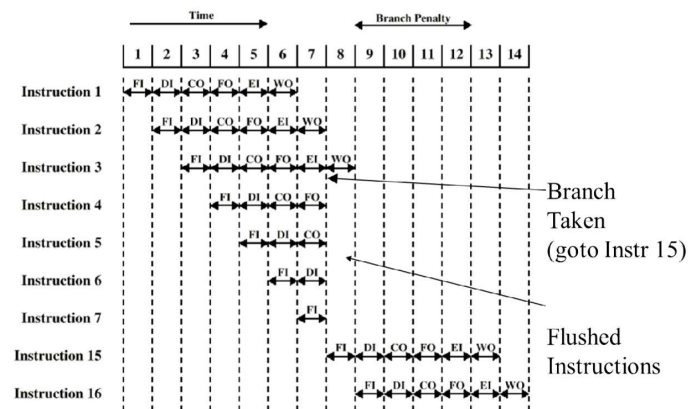 Time Branch Penalty
1 2 3 4 5 6 7 8 9 10 11 12 13 14
Instruction 1 FI DI CO FO EI WO
Instruction 2 FI DI CO FO EI WO
Instruction 3 FI DI CO FO EI WO
Instruction 4 FI DI CO FO
Instruction 5 FI DI CO
Instruction 6 FI DI
Instruction 7 FI
Instruction 15 FI DI CO FO EI WO
Instruction 16 FI DI CO FO EI WO
Branch
Taken
(goto Instr 15)
Flushed
Instructions